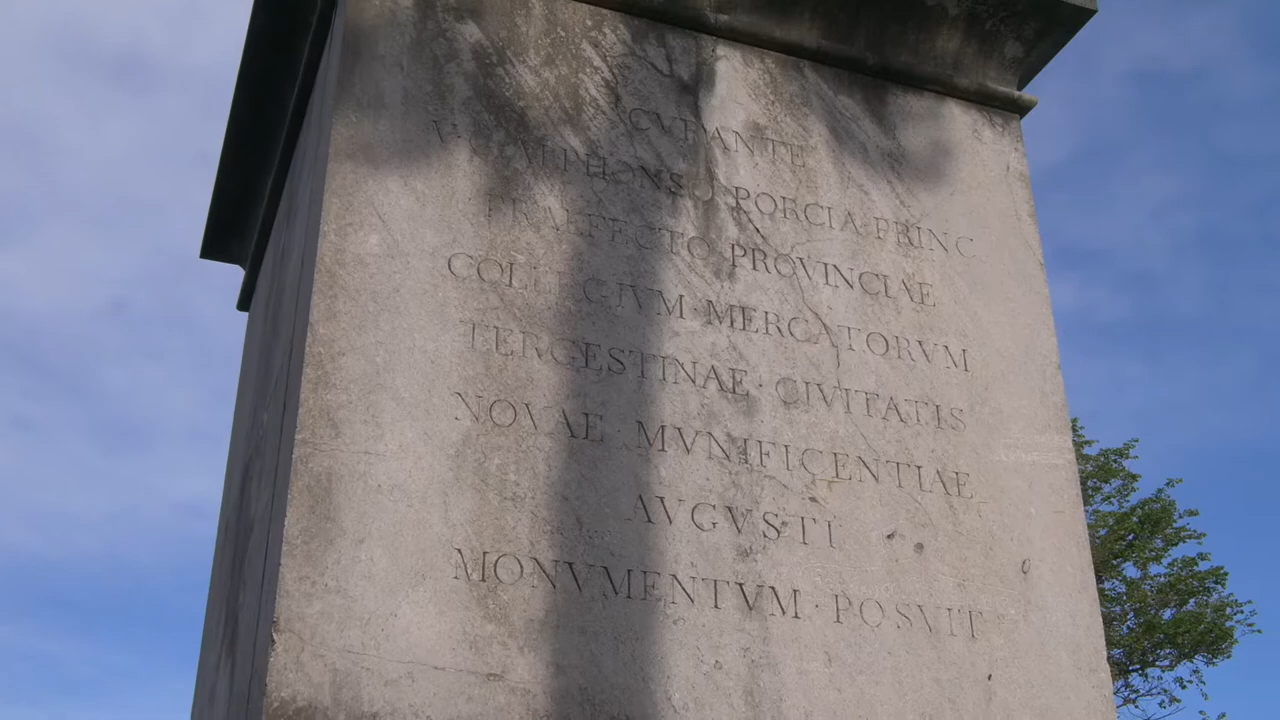 CVRANTE
ALPHONSO PORCIA PRINC
PRAEFECTO PROVINCIAE
COLLEGIVM · MERCATORVM
TERGESTINAE · CIVITATIS
NOVAE · MVNIFICENTIAE
AVGVSTI
MONVMENTVM · POSVIT